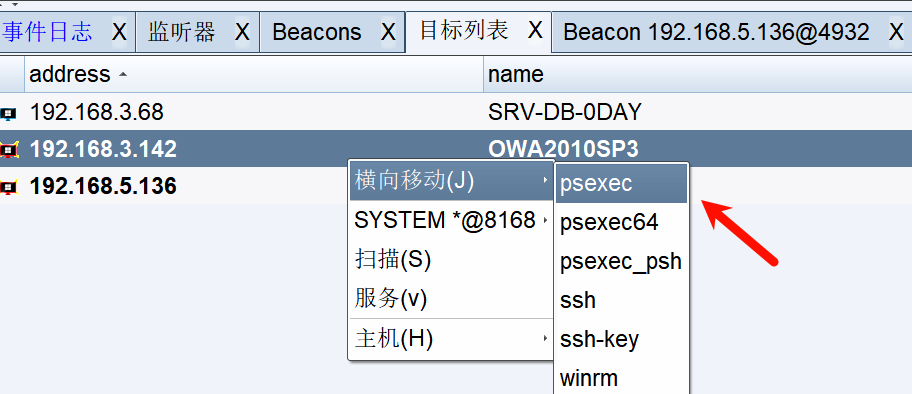 事件日志 X 监听器 X Beacons X 目标列表 X Beacon 192.168.5.136@4932 X
address name
192.168.3.68 SRV-DB-0DAY
192.168.3.142 OWA2010SP3
192.168.5.136
横向移动(J)
SYSTEM *@8168
扫描(S)
服务(v)
主机(H)
psexec
psexec64
psexec_psh
ssh
ssh-key
winrm